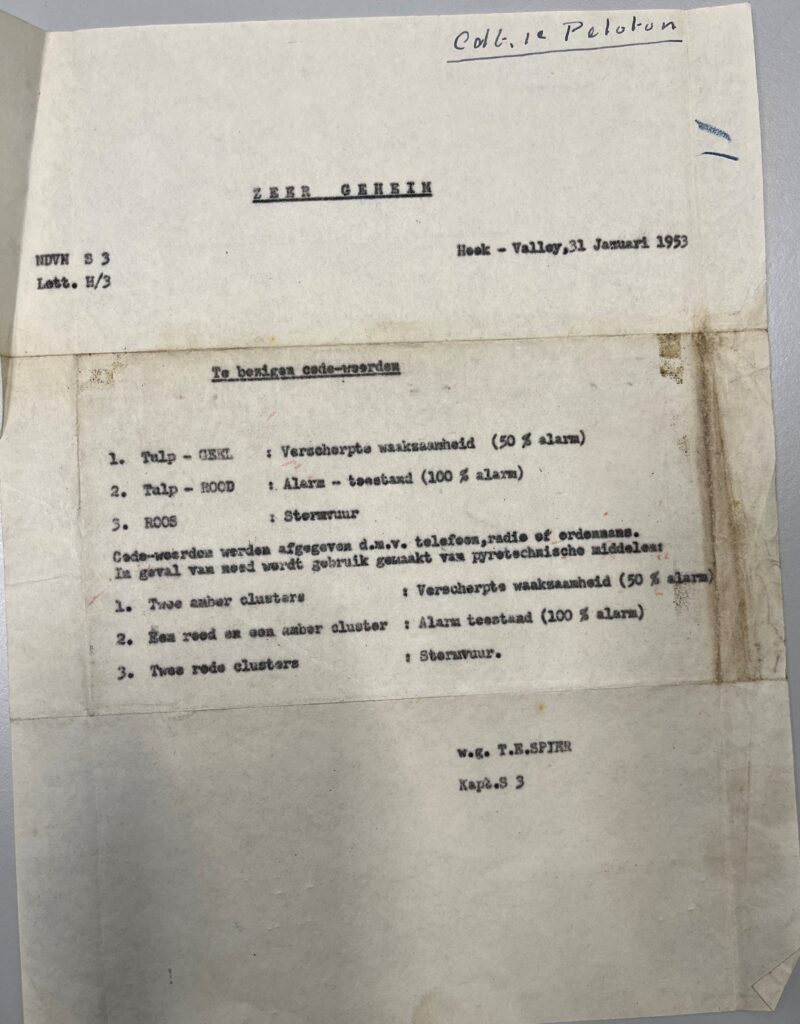 Cdt. 1e Peloton
ZEER GEHEIM
NDVN S 3
Hook - Valley, 31 Januari 1953
Lett. H/3
Te bezigen code-woorden
1. Tulp - GEEL : Verscherpte waakzaamheid (50 % alarm)
2. Tulp - ROOD : Alarm - toestand (100 % alarm)
3. ROOS : Stormvuur
Code-woorden worden afgegeven d.m.v. telefoon, radio of ordonnans.
In geval van nood wordt gebruik gemaakt van pyrotechnische middelen:
1. Twee amber clusters : Verscherpte waakzaamheid (50 % alarm)
2. Een rood en een amber cluster : Alarm toestand (100 % alarm)
3. Twee rode clusters : Stormvuur.
w.g. T.E.SPIER
Kapt.S 3